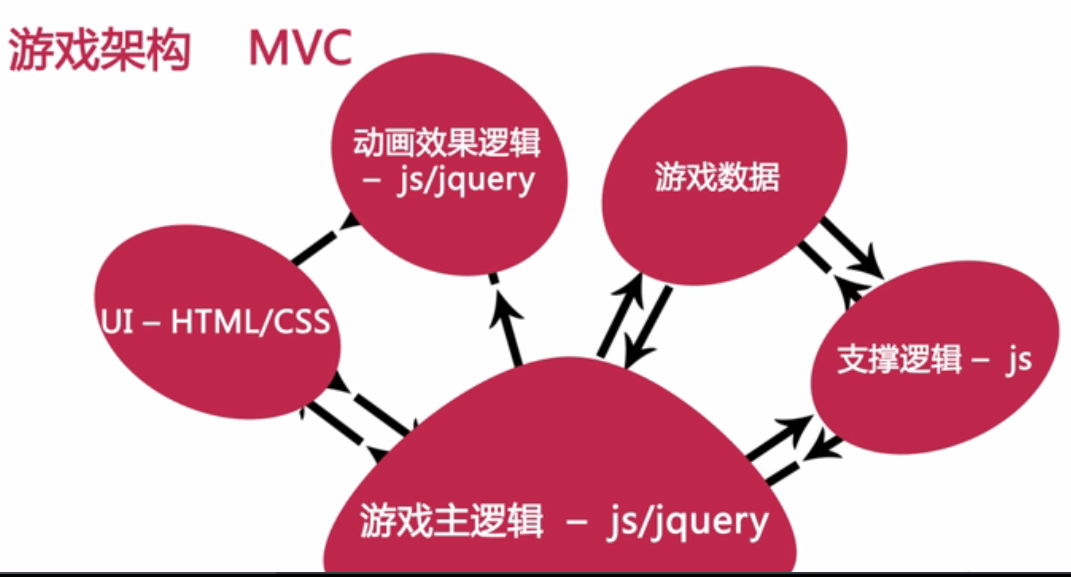 游戏架构 MVC
动画效果逻辑
– js/jquery
游戏数据
UI – HTML/CSS
支撑逻辑 – js
游戏主逻辑 – js/jquery